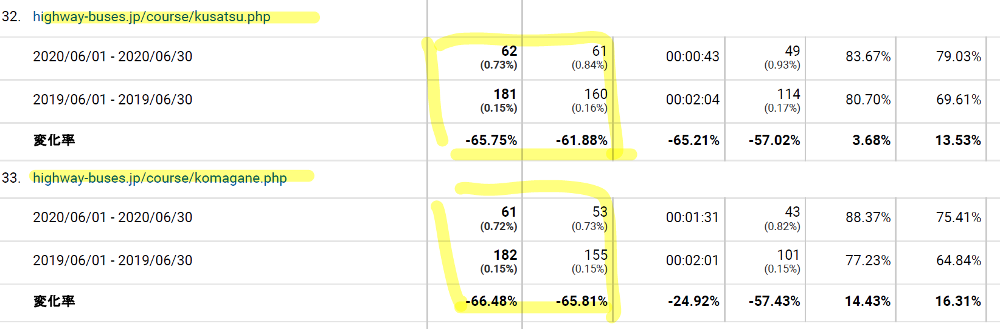 32. highway-buses.jp/course/kusatsu.php
2020/06/01 - 2020/06/30 62 61 00:00:43 49 83.67% 79.03%
(0.73%) (0.84%) (0.93%)
2019/06/01 - 2019/06/30 181 160 00:02:04 114 80.70% 69.61%
(0.15%) (0.16%) (0.17%)
変化率 -65.75% -61.88% -65.21% -57.02% 3.68% 13.53%
33. highway-buses.jp/course/komagane.php
2020/06/01 - 2020/06/30 61 53 00:01:31 43 88.37% 75.41%
(0.72%) (0.73%) (0.82%)
2019/06/01 - 2019/06/30 182 155 00:02:01 101 77.23% 64.84%
(0.15%) (0.15%) (0.15%)
変化率 -66.48% -65.81% -24.92% -57.43% 14.43% 16.31%